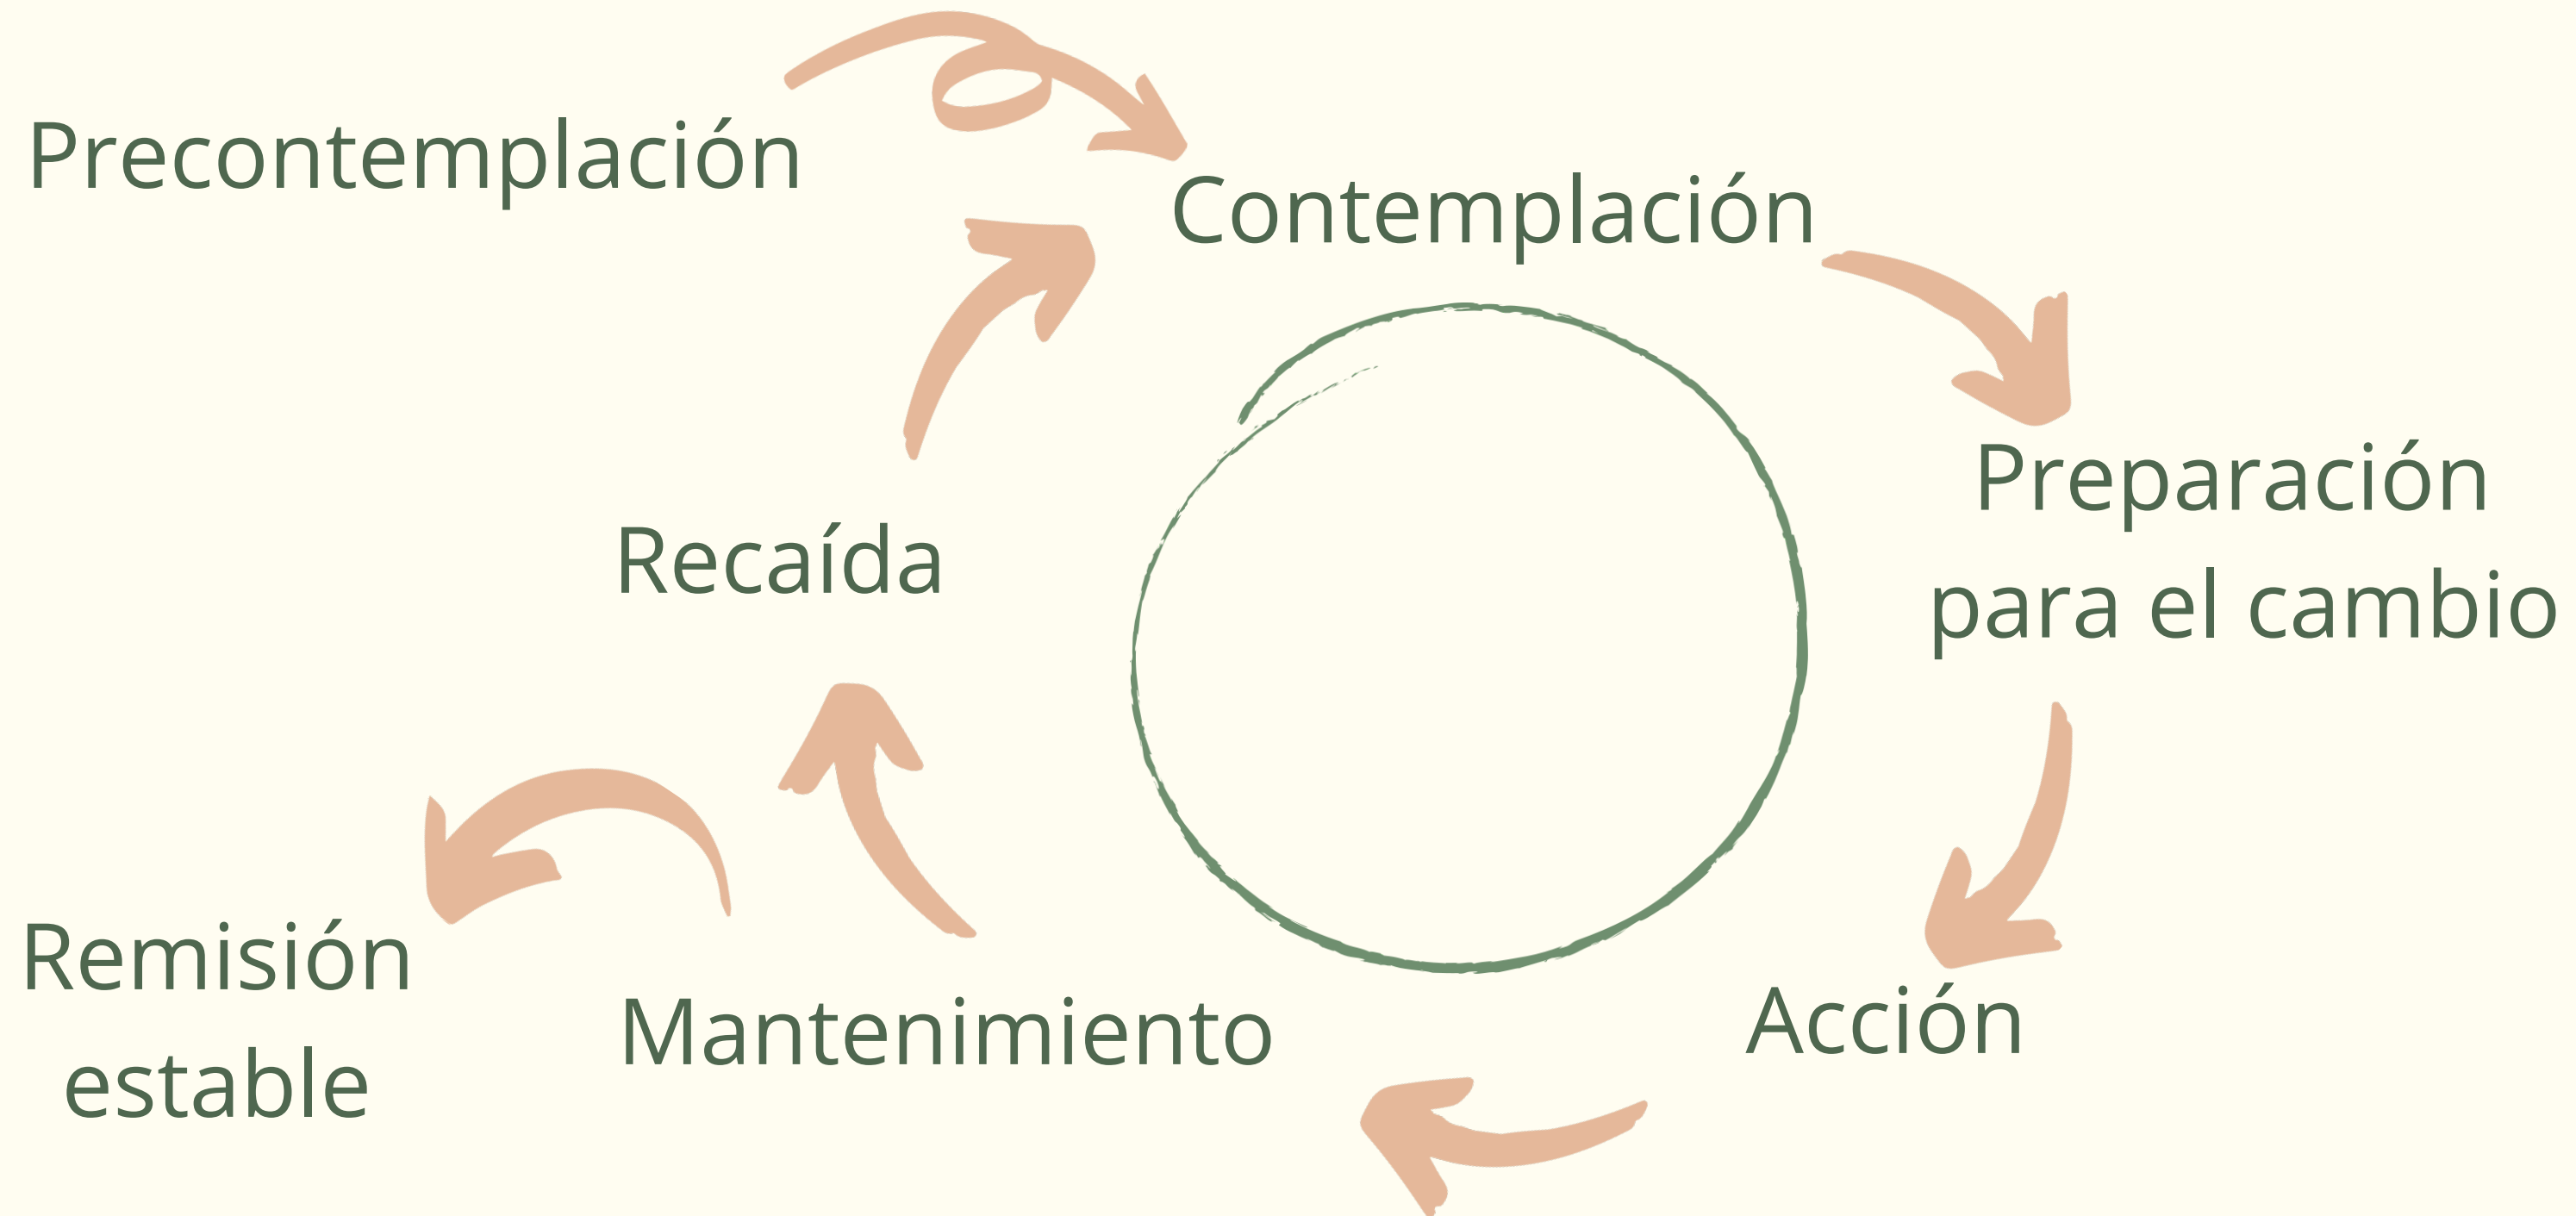 Precontemplación
Contemplación
Preparación
para el cambio
Acción
Mantenimiento
Recaída
Remisión
estable